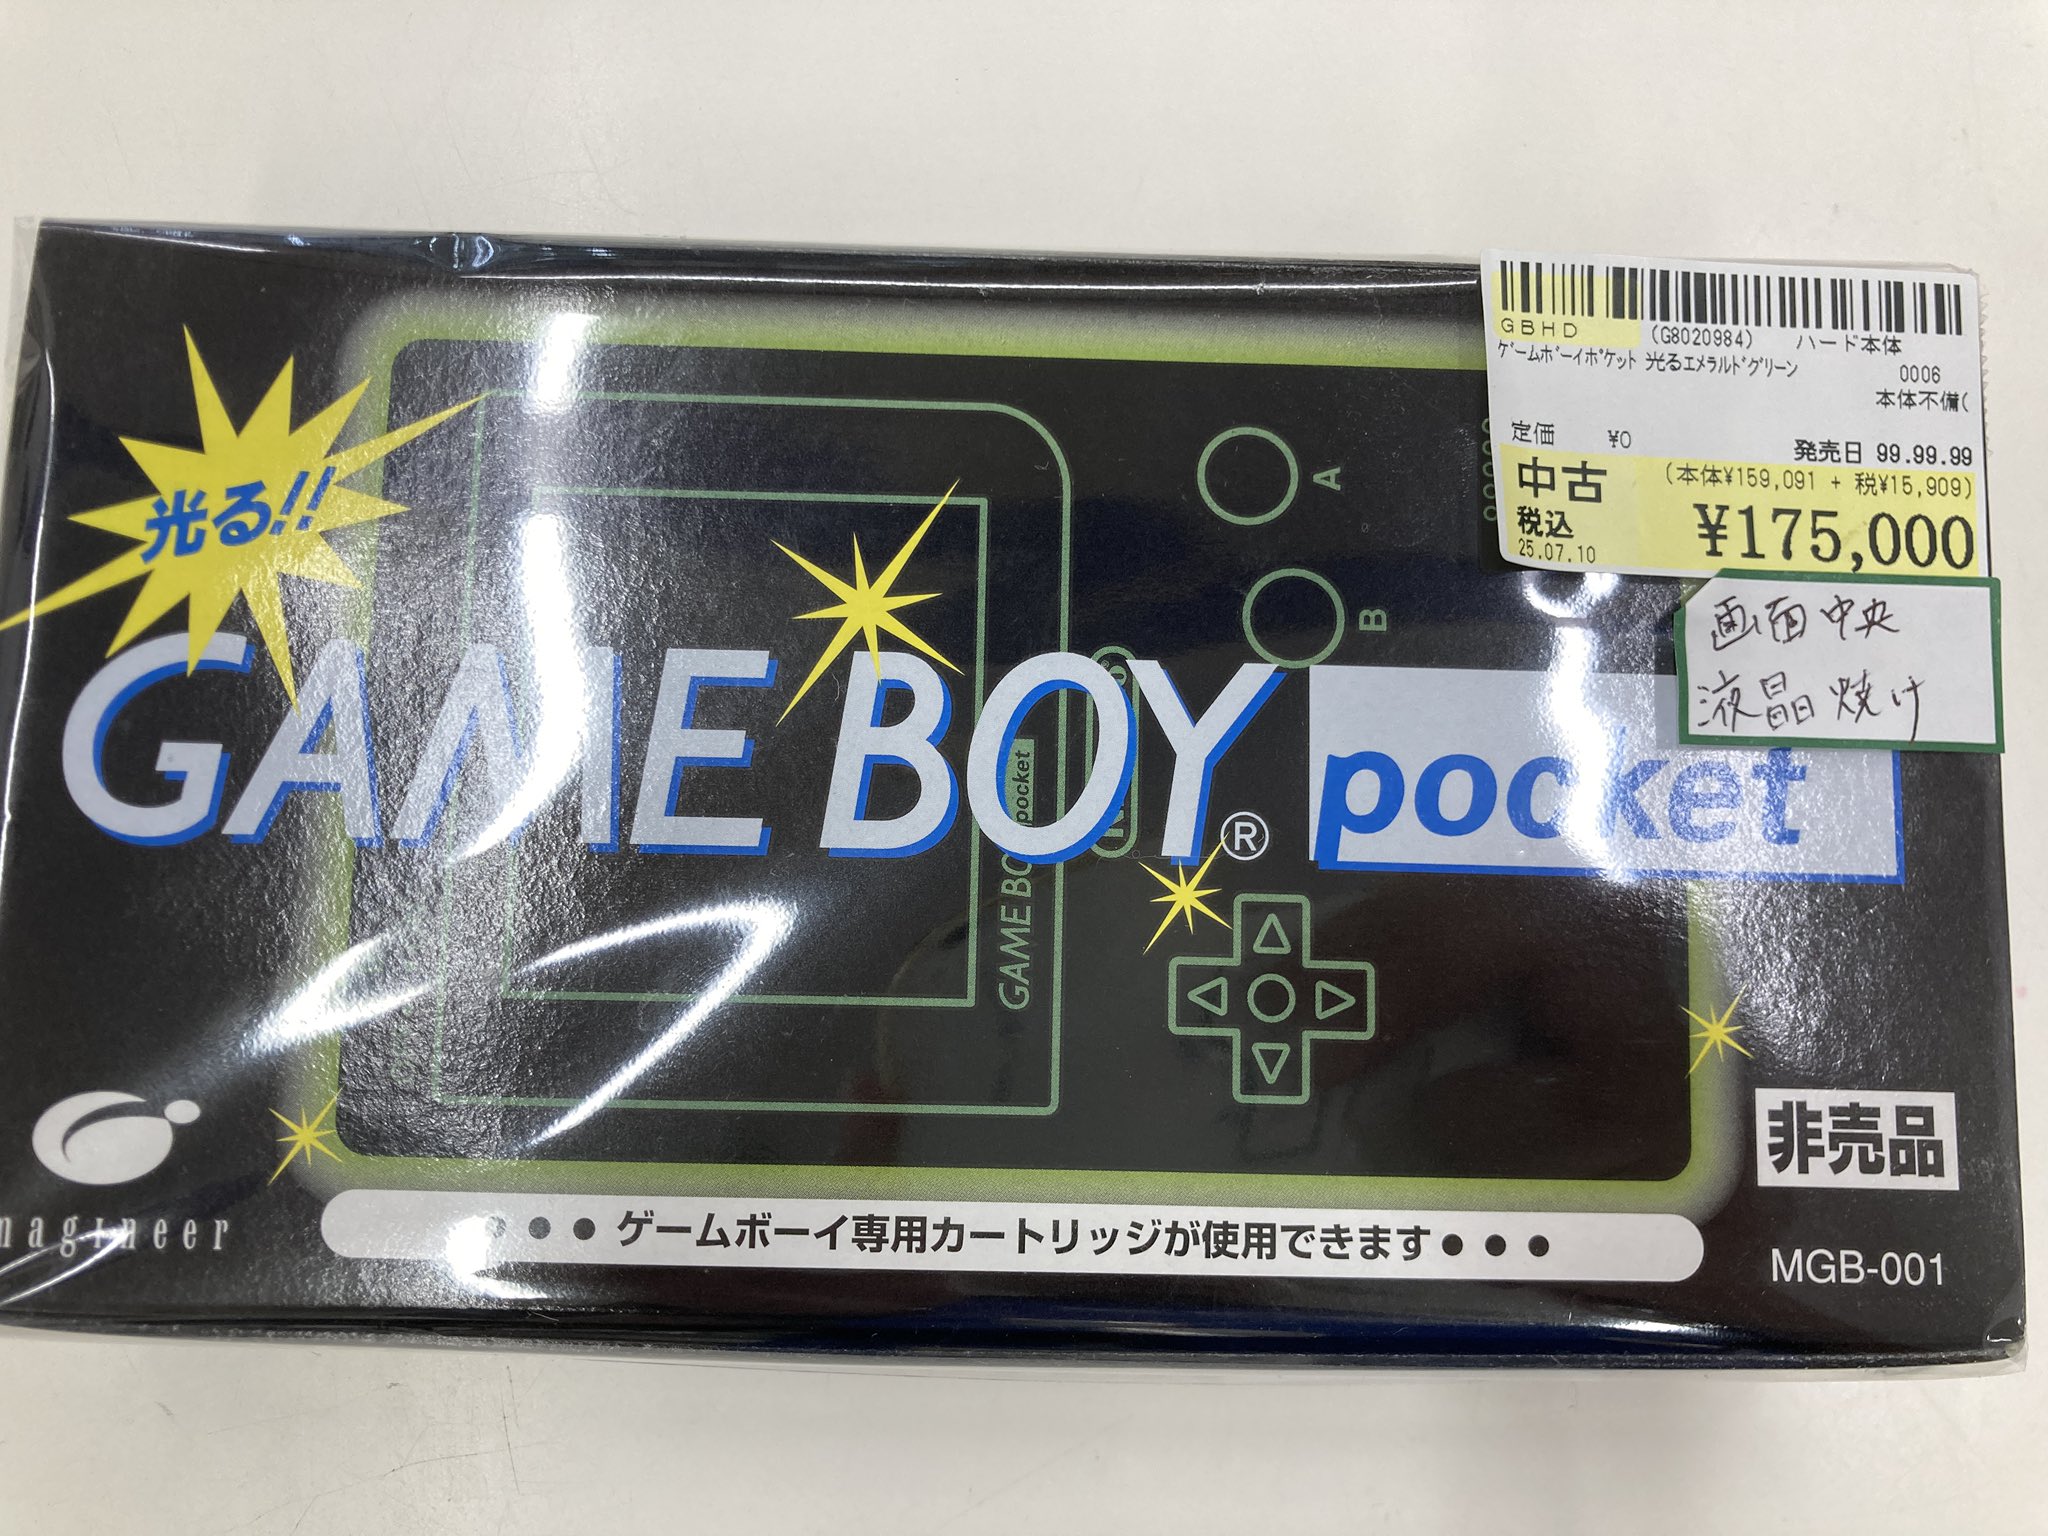 GBHD (G8020984) ハード本体
ゲームボーイポケット 光るエメラルドグリーン
0006
本体不備(
定価 ¥0
発売日 99.99.99
中古 (本体¥159,091 + 税¥15,909)
税込 ¥175,000
25.07.10
画面中央
液晶焼け
光る!!
A
B
GAME BOY® pocket
GAME BOY pocket
非売品
magineer
•••ゲームボーイ専用カートリッジが使用できます•••
MGB-001